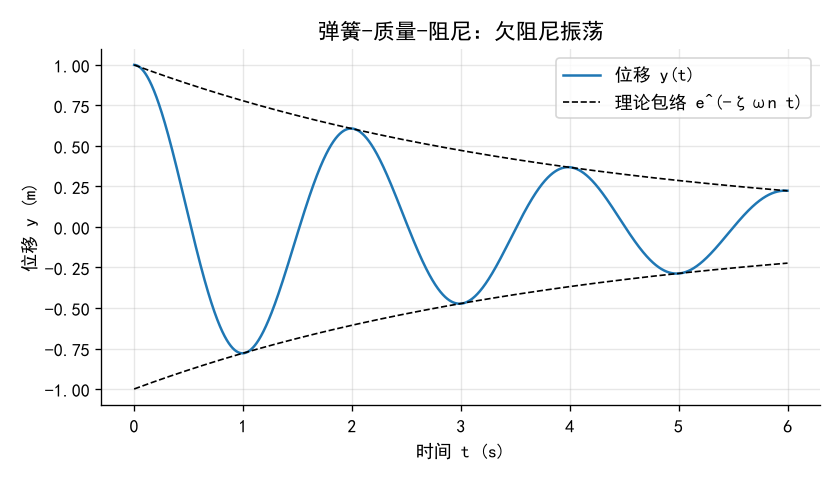 弹簧-质量-阻尼：欠阻尼振荡
位移 y(t)
理论包络 e^(-ζωn t)
位移 y (m)
1.00
0.75
0.50
0.25
0.00
−0.25
−0.50
−0.75
−1.00
0 1 2 3 4 5 6
时间 t (s)